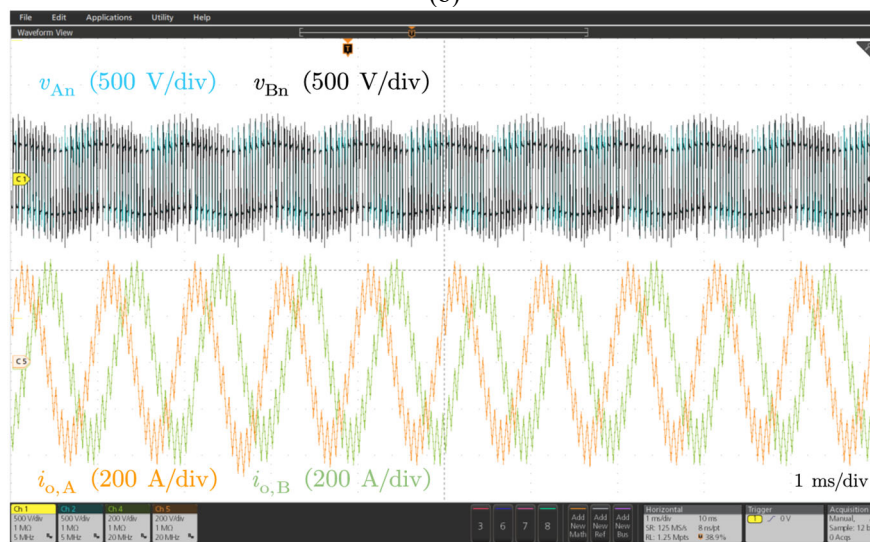 File Edit Applications Utility Help
Waveform View
T
T
v_An (500 V/div) v_Bn (500 V/div)
C 1
C 5
i_o,A (200 A/div) i_o,B (200 A/div) 1 ms/div
Ch 1 Ch 2 Ch 4 Ch 5 Horizontal Trigger Acquisition
500 V/div 500 V/div 200 V/div 200 V/div 3 6 7 8 Add New Math Add New Ref Add New Bus 1 ms/div 10 ms 1 0 V Manual,
1 MΩ 1 MΩ 1 MΩ 1 MΩ SR: 125 MS/s 8 ns/pt Sample: 12 b
5 MHz 5 MHz 20 MHz 20 MHz RL: 1.25 Mpts 38.9% 0 Acqs